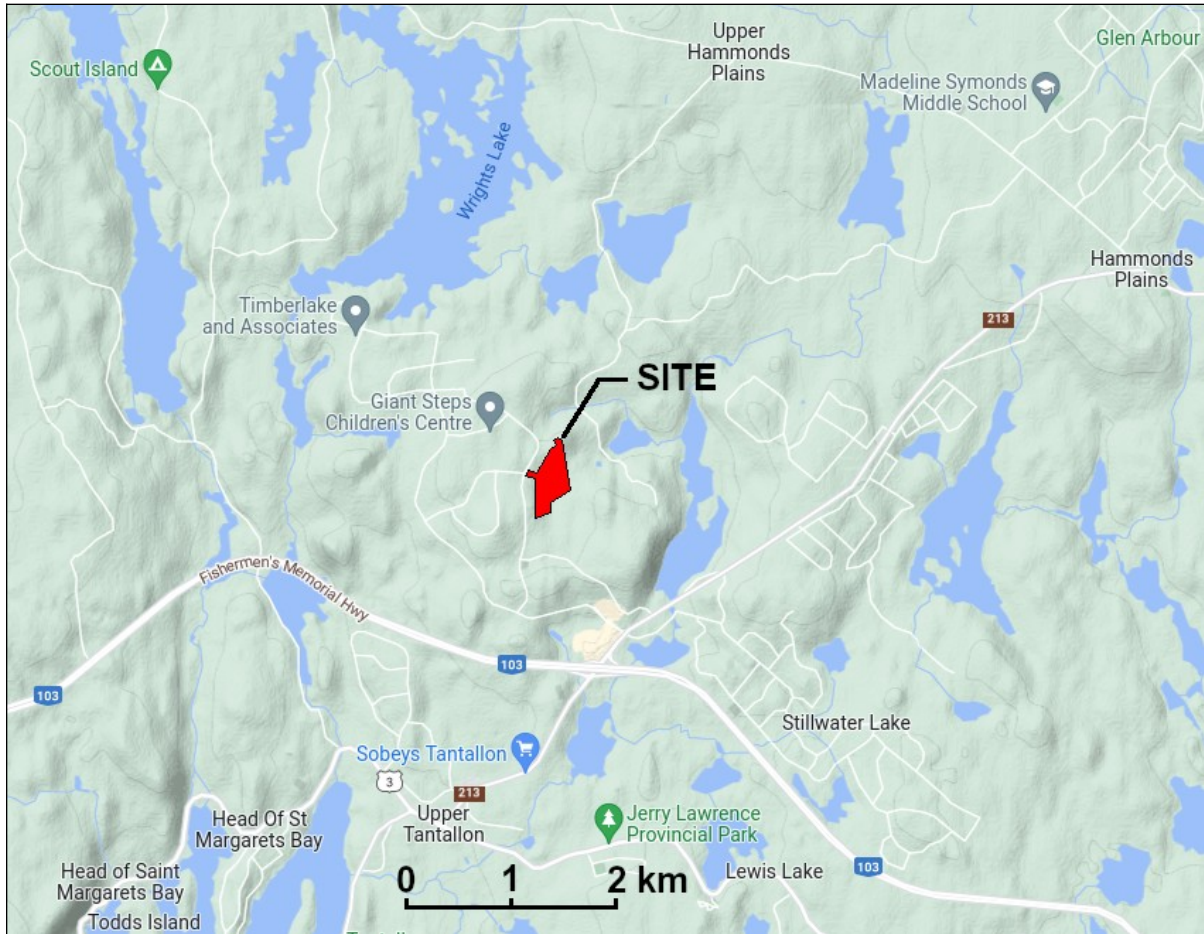 Upper
Hammonds
Plains
Glen Arbour
Scout Island
Madeline Symonds
Middle School
Wrights Lake
Hammonds
Plains
Timberlake
and Associates
213
SITE
Giant Steps
Children's Centre
Fishermen's Memorial Hwy
103
103
Stillwater Lake
Sobeys Tantallon
3
213
Upper
Tantallon
Jerry Lawrence
Provincial Park
Head Of St
Margarets Bay
Head of Saint
Margarets Bay
0 1 2 km
Lewis Lake
103
Todds Island